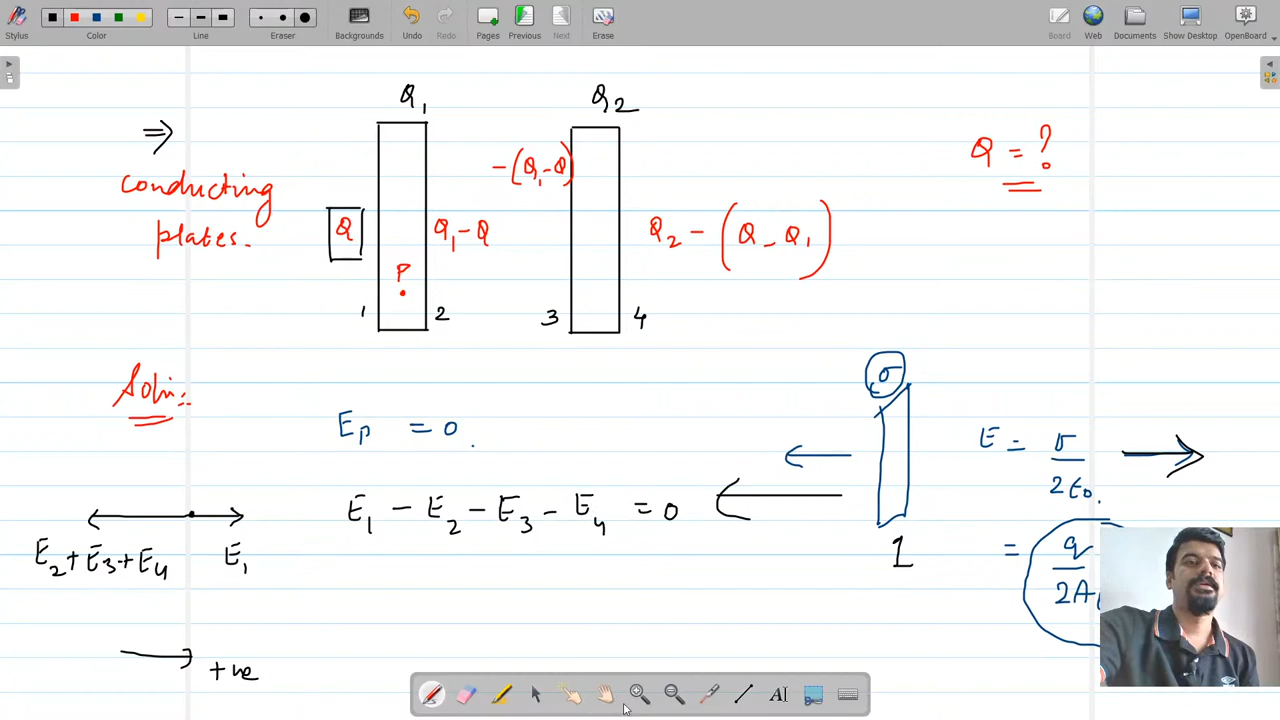 Stylus Color Line Eraser Backgrounds Undo Redo Pages Previous Next Erase Board Web Documents Show Desktop OpenBoard
Q₁ Q₂
⇒
conducting
plates.
Q = ?
-(Q₁-Q)
Q Q₁-Q Q₂ - (Q - Q₁)
P
1 2 3 4
Soln:
σ
E_P = 0.
E = σ / 2ε₀.
E₁ - E₂ - E₃ - E₄ = 0
E₂+E₃+E₄ E₁
1
= q / 2A
+ve
AI